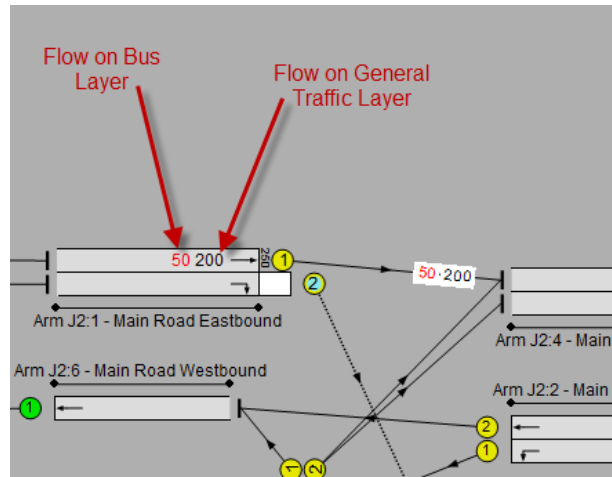 Flow on Bus
Layer
Flow on General
Traffic Layer
50 200
250
1
50·200
2
Arm J2:1 - Main Road Eastbound
Arm J2:4 - Main
Arm J2:6 - Main Road Westbound
Arm J2:2 - Main
1
2
1
1
2